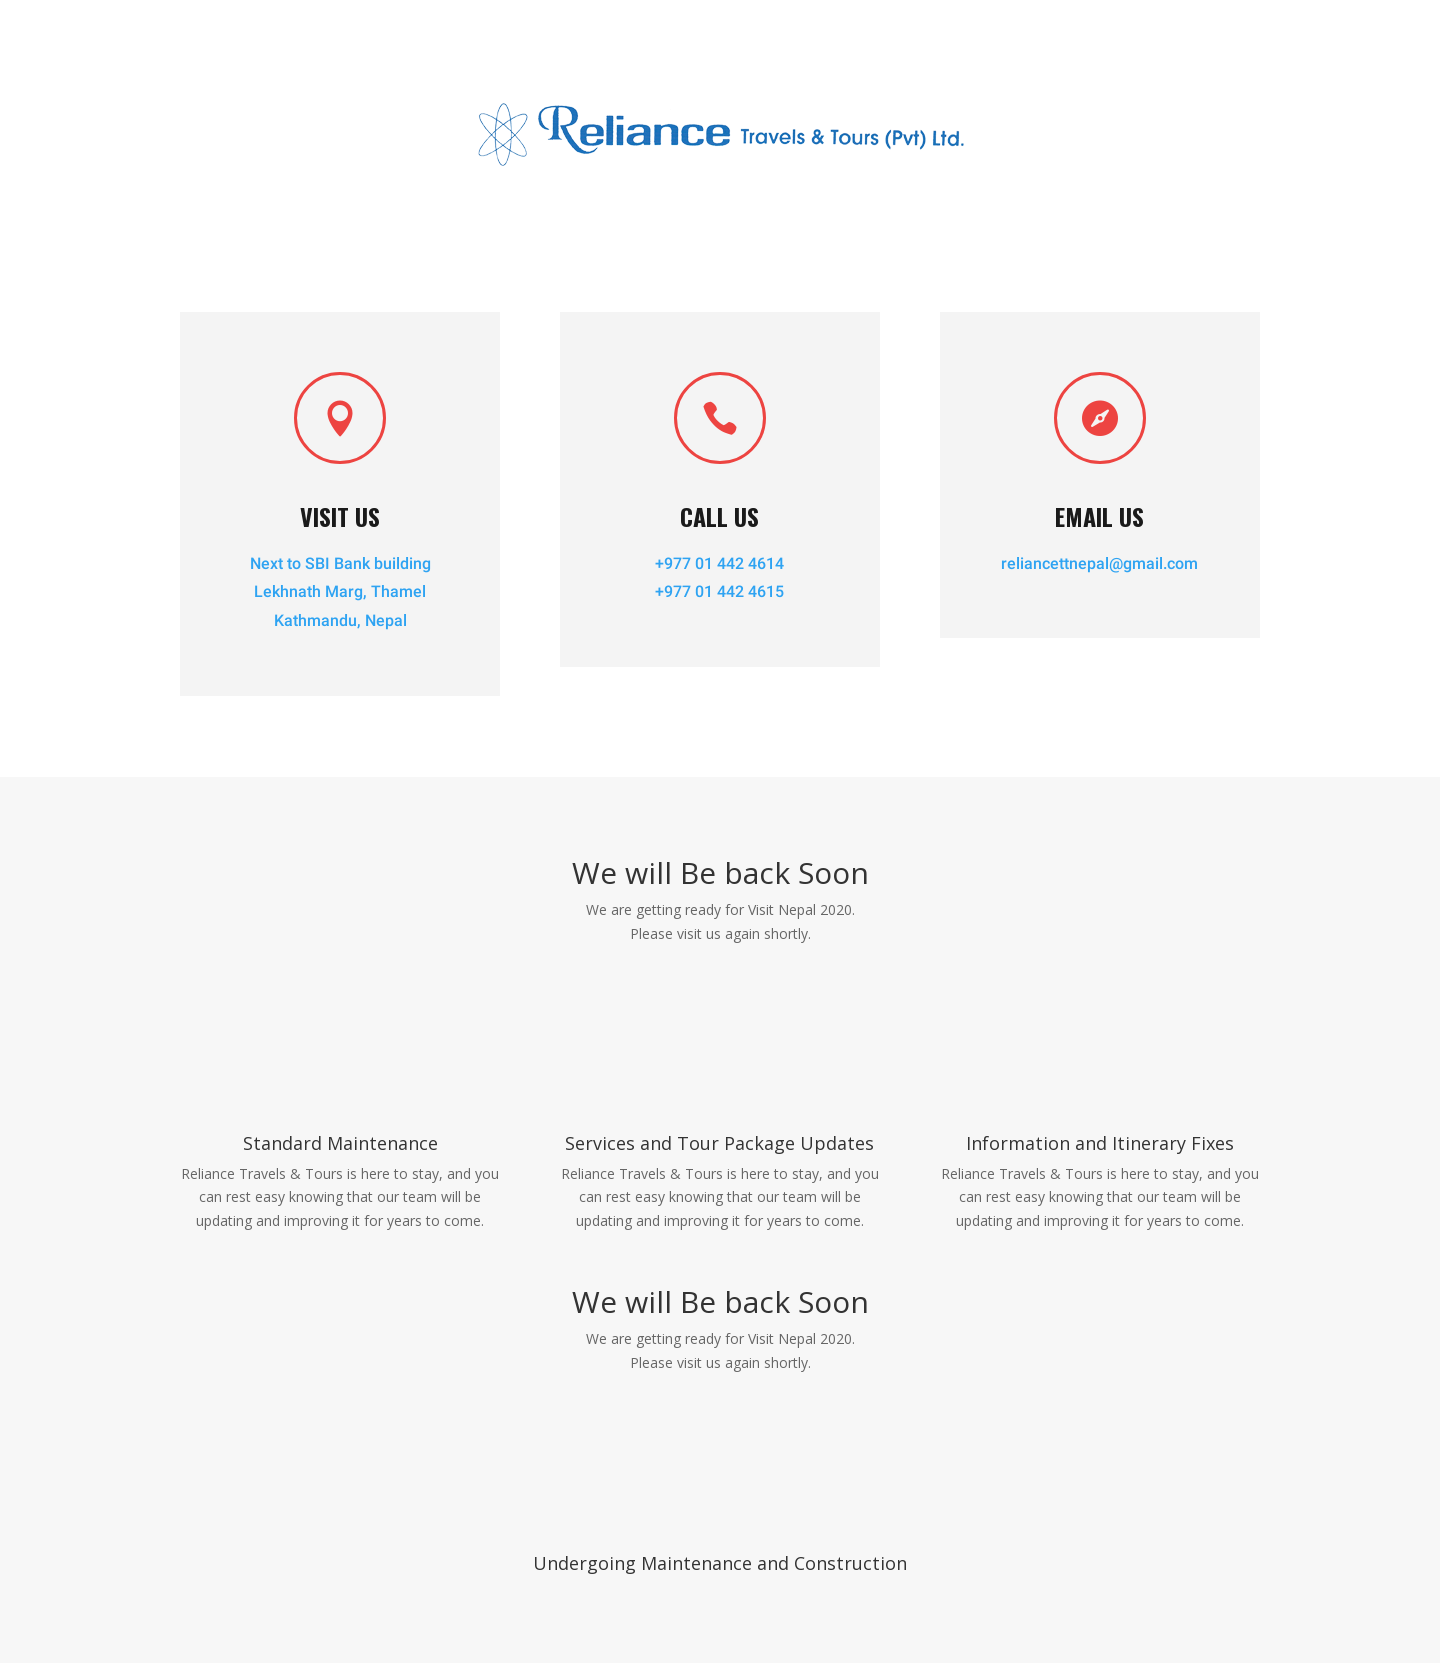 Reliance Travels & Tours (Pvt) Ltd.
VISIT US
Next to SBI Bank building
Lekhnath Marg, Thamel
Kathmandu, Nepal
CALL US
+977 01 442 4614
+977 01 442 4615
EMAIL US
reliancettnepal@gmail.com
We will Be back Soon
We are getting ready for Visit Nepal 2020.
Please visit us again shortly.
Standard Maintenance
Reliance Travels & Tours is here to stay, and you
can rest easy knowing that our team will be
updating and improving it for years to come.
Services and Tour Package Updates
Reliance Travels & Tours is here to stay, and you
can rest easy knowing that our team will be
updating and improving it for years to come.
Information and Itinerary Fixes
Reliance Travels & Tours is here to stay, and you
can rest easy knowing that our team will be
updating and improving it for years to come.
We will Be back Soon
We are getting ready for Visit Nepal 2020.
Please visit us again shortly.
Undergoing Maintenance and Construction